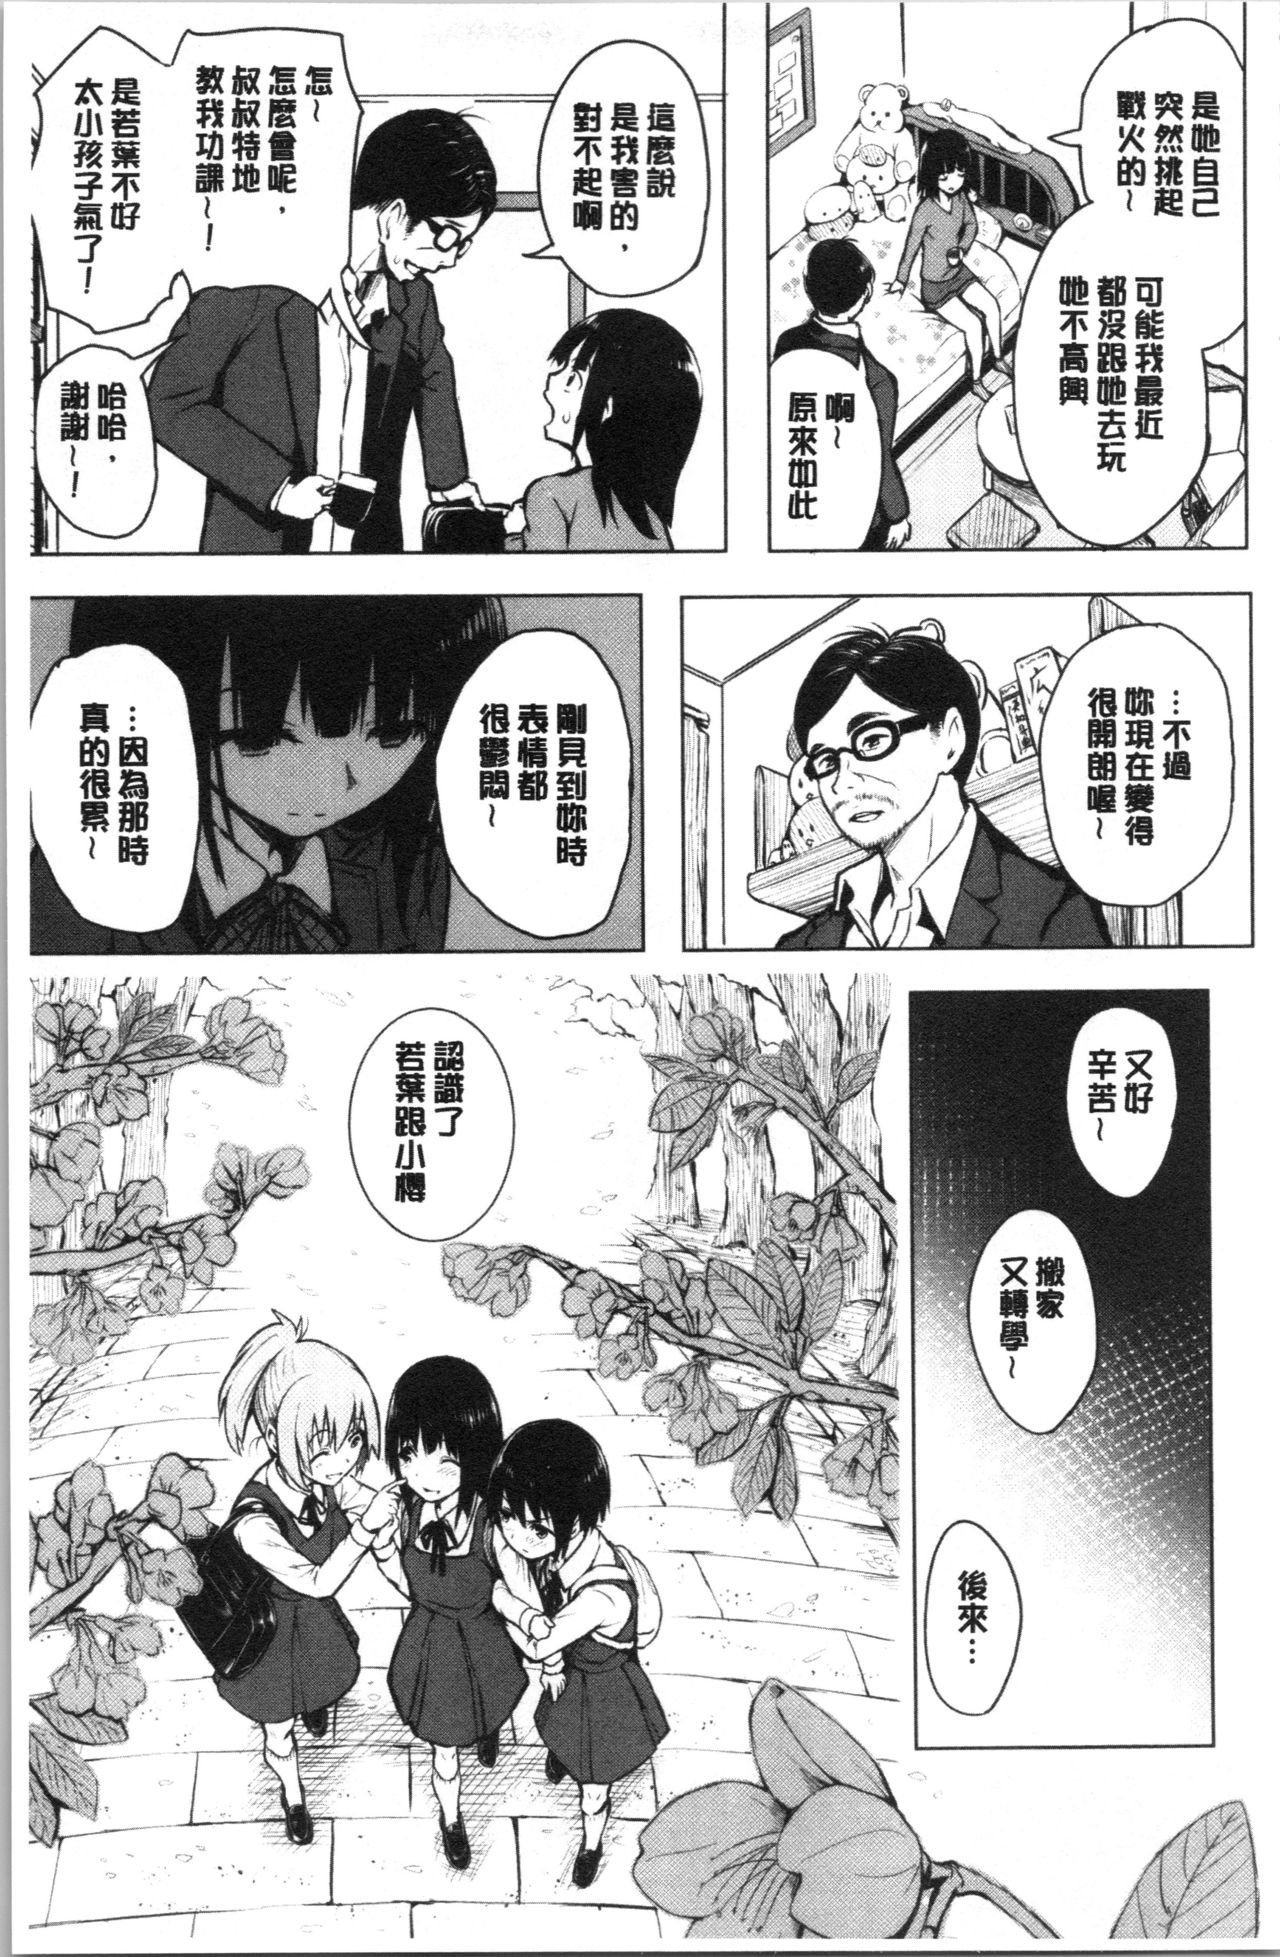 是她自己
突然挑起
戰火的～
可能我最近
都沒跟她去玩
她不高興
啊～
原來如此
這麼說
是我害的，
對不起啊
怎～
怎麼會呢，
叔叔特地
教我功課～！
是若葉不好
太小孩子氣了！
哈哈，
謝謝～！
…不過
妳現在變得
很開朗喔～
剛見到妳時
表情都
很鬱悶～
…因為那時
真的很累～
又好
辛苦～
搬家
又轉學～
後來…
認識了
若葉跟小櫻